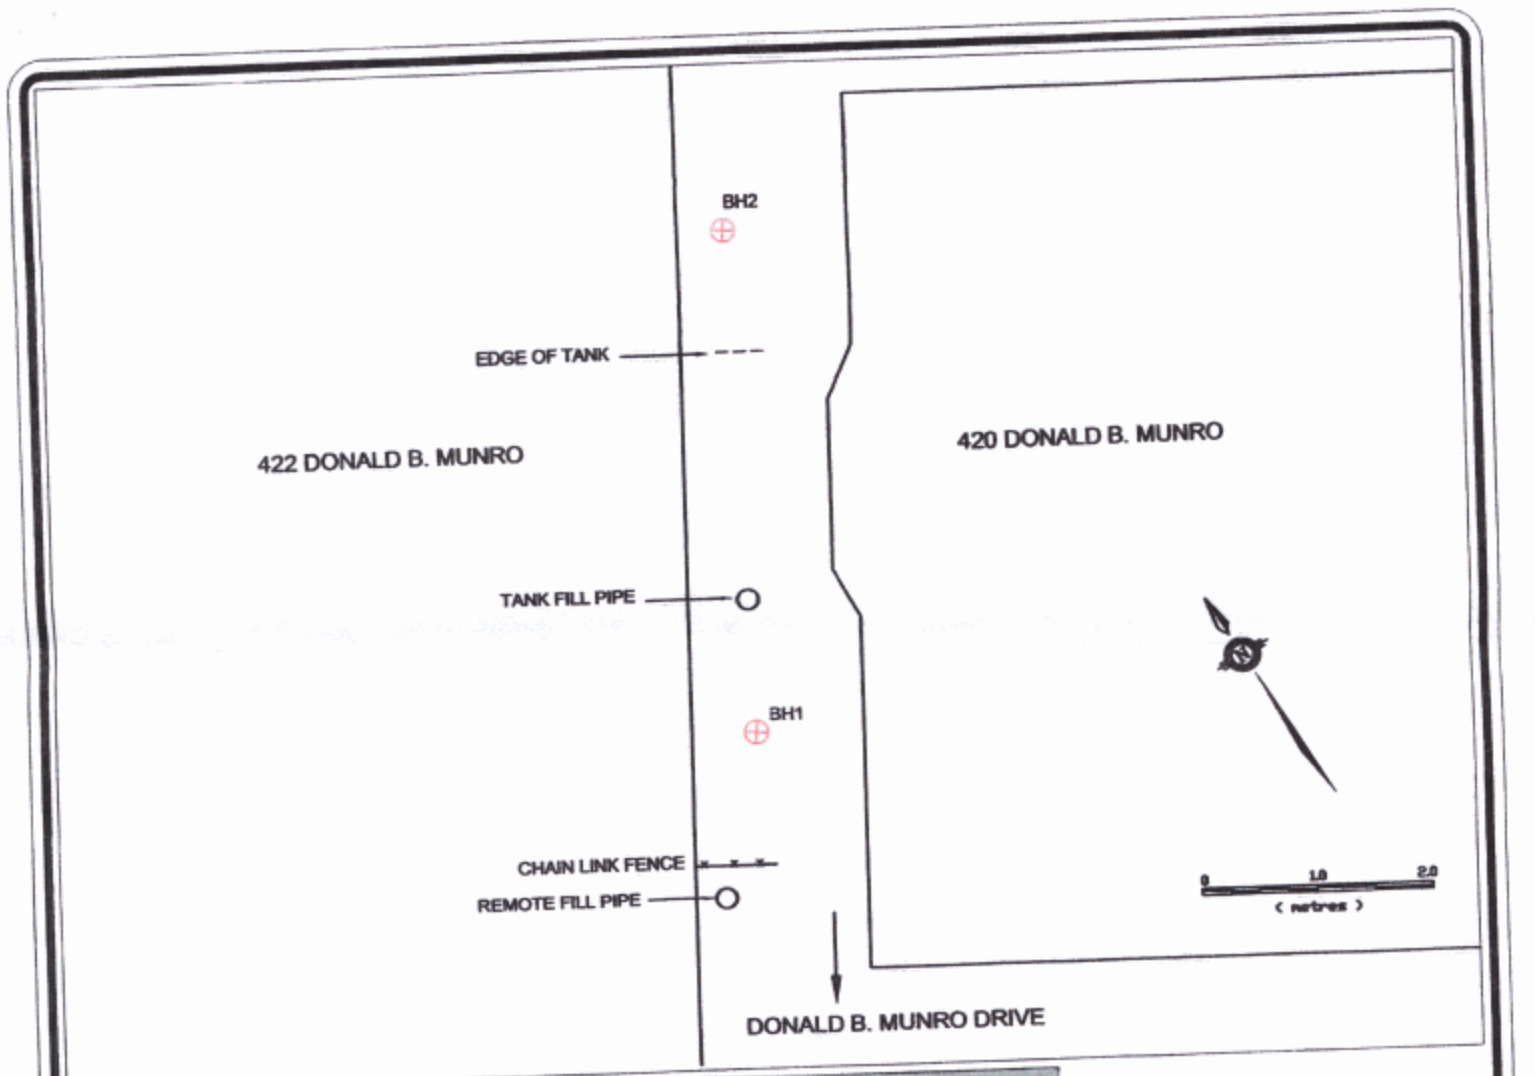 BH2
EDGE OF TANK
420 DONALD B. MUNRO
422 DONALD B. MUNRO
TANK FILL PIPE
N
BH1
CHAIN LINK FENCE
0 1.0 2.0
REMOTE FILL PIPE
( metres )
DONALD B. MUNRO DRIVE